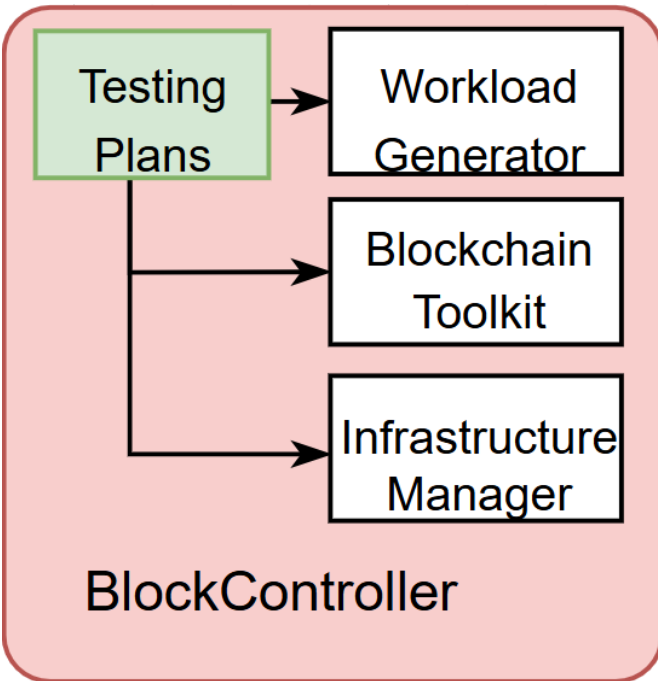 Testing
Plans
Workload
Generator
Blockchain
Toolkit
Infrastructure
Manager
BlockController